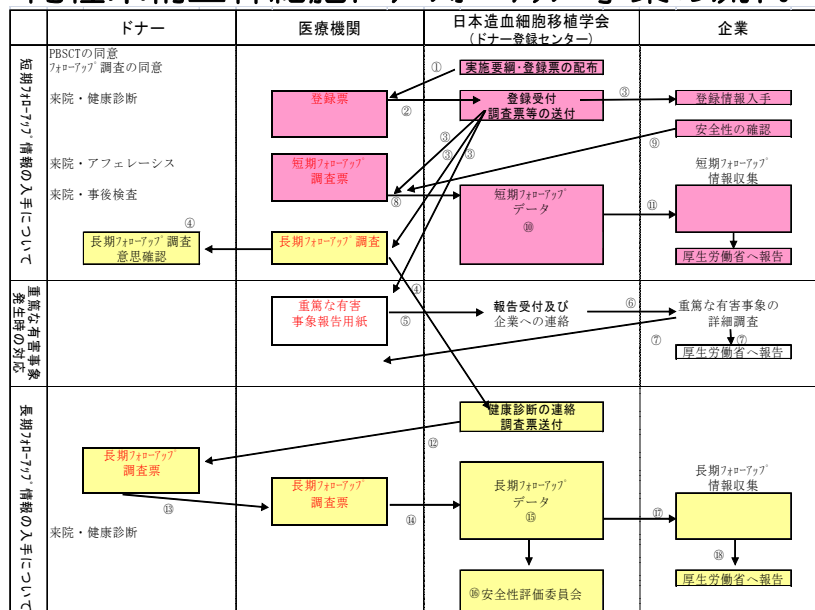 ドナー
医療機関
日本造血細胞移植学会
(ドナー登録センター)
企業
短期フォローアップ情報の入手について
PBSCTの同意
フォローアップ調査の同意
①
実施要綱・登録票の配布
来院・健康診断
登録票
②
登録受付
調査票等の送付
③
登録情報入手
安全性の確認
③
③
③
⑨
来院・アフェレーシス
短期フォローアップ
調査票
短期フォローアップ
情報収集
来院・事後検査
⑧
短期フォローアップ
データ
⑩
⑪
④
長期フォローアップ調査
意思確認
長期フォローアップ調査
厚生労働省へ報告
重篤な有害事象
発生時の対応
④
重篤な有害
事象報告用紙
⑤
報告受付及び
企業への連絡
⑥
重篤な有害事象の
詳細調査
⑦
⑦
厚生労働省へ報告
長期フォローアップ情報の入手について
健康診断の連絡
調査票送付
⑫
長期フォローアップ
調査票
⑬
長期フォローアップ
調査票
⑭
長期フォローアップ
データ
⑮
長期フォローアップ
情報収集
⑰
来院・健康診断
⑱
⑯安全性評価委員会
厚生労働省へ報告